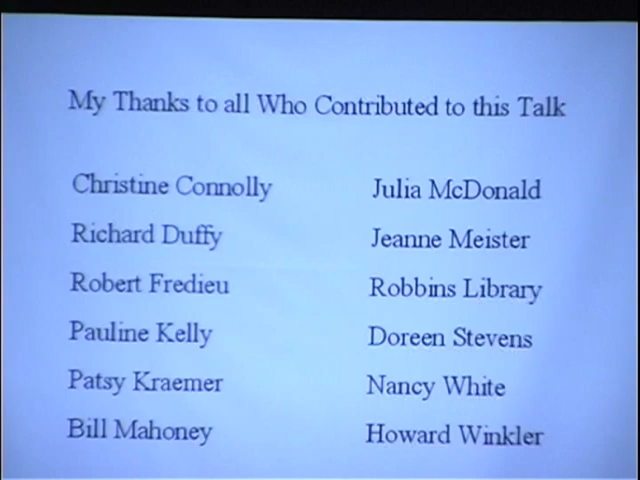 My Thanks to all Who Contributed to this Talk
Christine Connolly
Richard Duffy
Robert Fredieu
Pauline Kelly
Patsy Kraemer
Bill Mahoney
Julia McDonald
Jeanne Meister
Robbins Library
Doreen Stevens
Nancy White
Howard Winkler